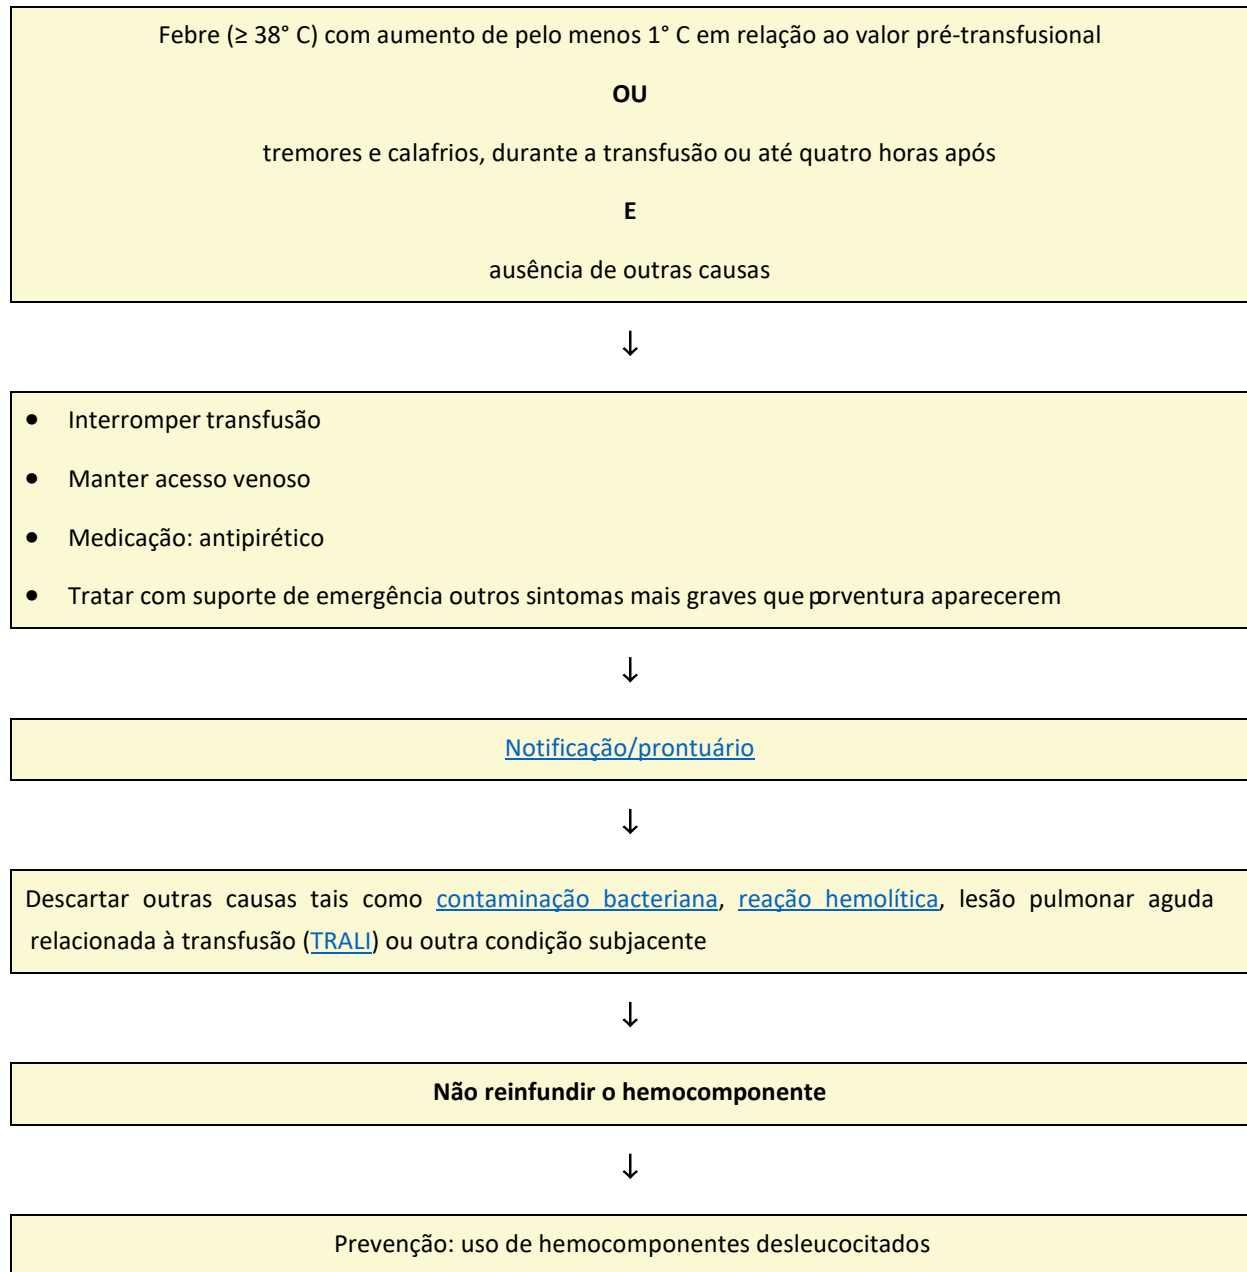 Febre (≥ 38° C) com aumento de pelo menos 1° C em relação ao valor pré-transfusional
OU
tremores e calafrios, durante a transfusão ou até quatro horas após
E
ausência de outras causas
↓
• Interromper transfusão
• Manter acesso venoso
• Medicação: antipirético
• Tratar com suporte de emergência outros sintomas mais graves que porventura aparecerem
↓
Notificação/prontuário
↓
Descartar outras causas tais como contaminação bacteriana, reação hemolítica, lesão pulmonar aguda
relacionada à transfusão (TRALI) ou outra condição subjacente
↓
Não reinfundir o hemocomponente
↓
Prevenção: uso de hemocomponentes desleucocitados